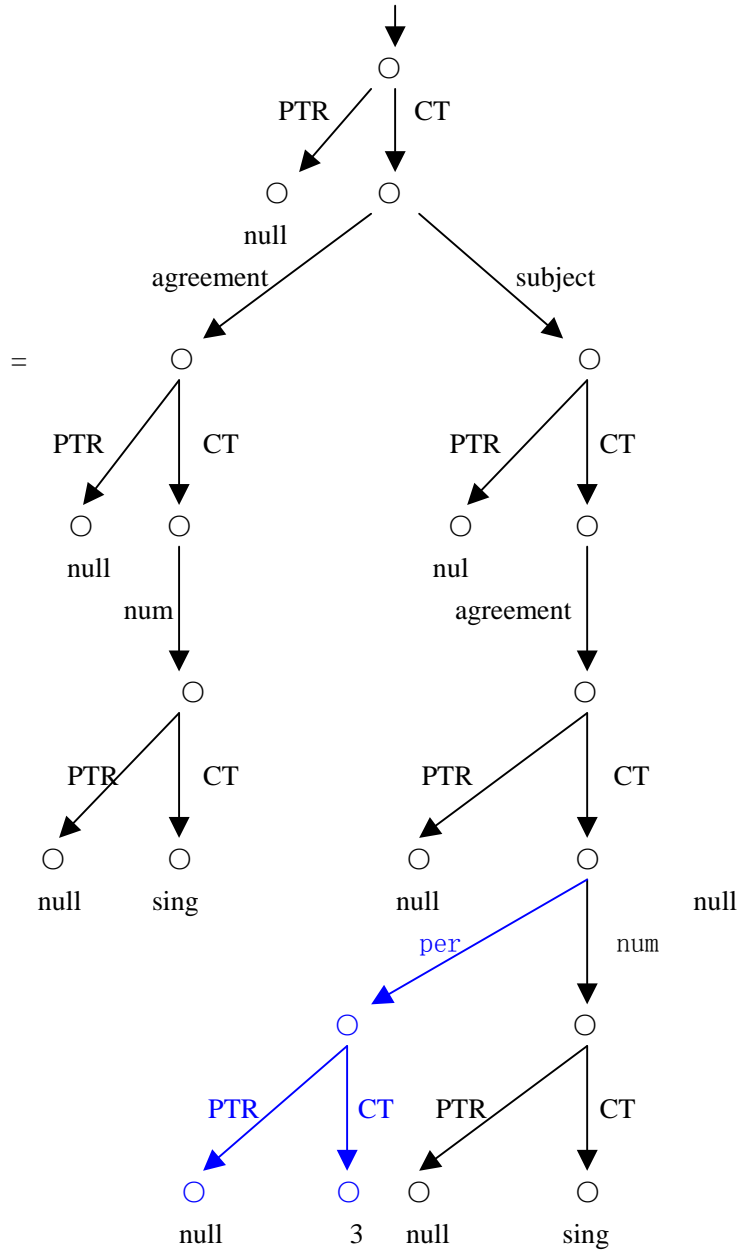 PTR CT
null
agreement subject
=
PTR CT PTR CT
null nul
num agreement
PTR CT PTR CT
null sing null null
per num
PTR CT PTR CT
null 3 null sing